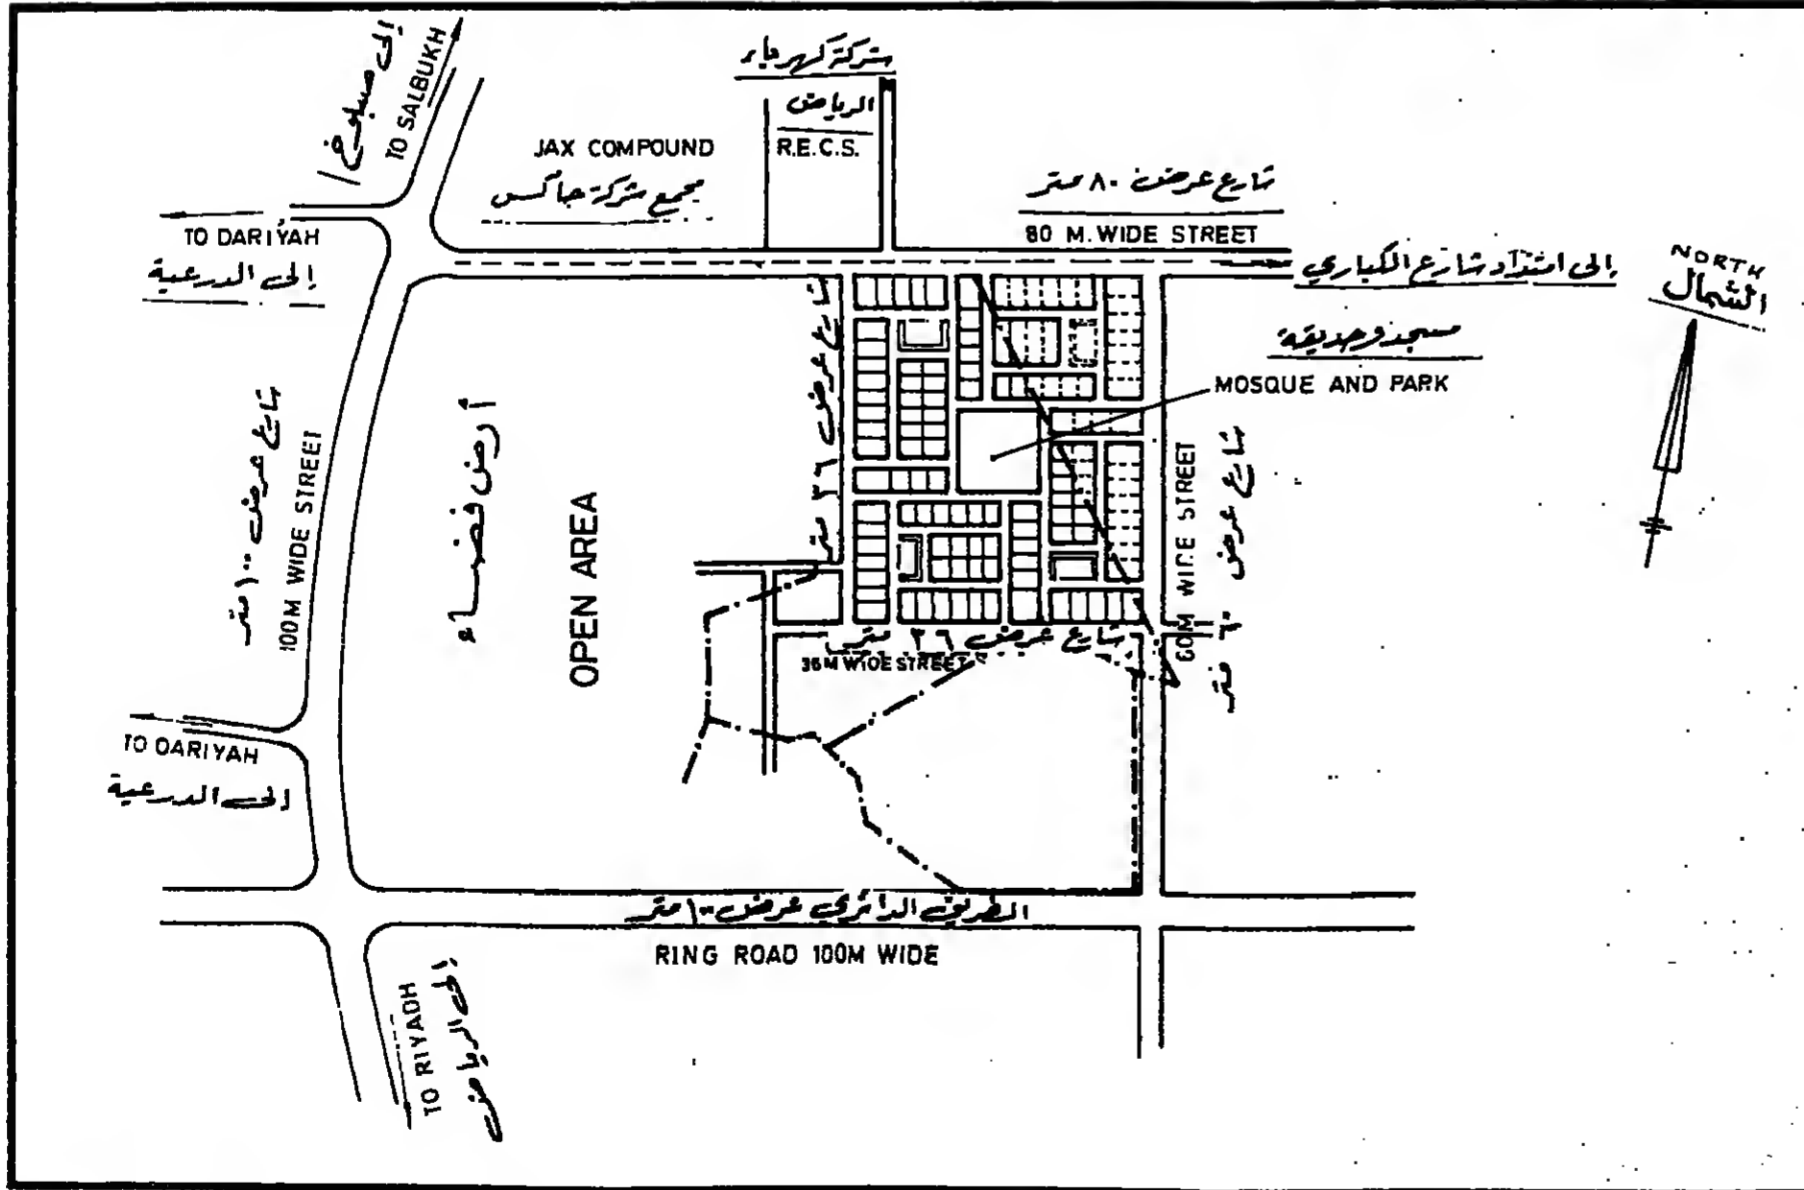 إلى صلبوخ
TO SALBUKH
شركة كهرباء
الرياض
R.E.C.S.
JAX COMPOUND
مجمع شركة جاكس
شارع عرض ٨٠ متر
80 M. WIDE STREET
TO DARIYAH
إلى الدرعية
إلى امتداد شارع الكباري
NORTH
الشمال
مسجد وحديقة
MOSQUE AND PARK
شارع عرض ١٠٠ متر
100M WIDE STREET
أرض فضاء
OPEN AREA
شارع عرض ٣٦ متر
60M WIDE STREET
شارع عرض ٦٠ متر
شارع عرض ٣٦ متر
36M WIDE STREET
TO DARIYAH
الى الدرعية
الطريق الدائري عرض ١٠٠ متر
RING ROAD 100M WIDE
TO RIYADH
إلى الرياض